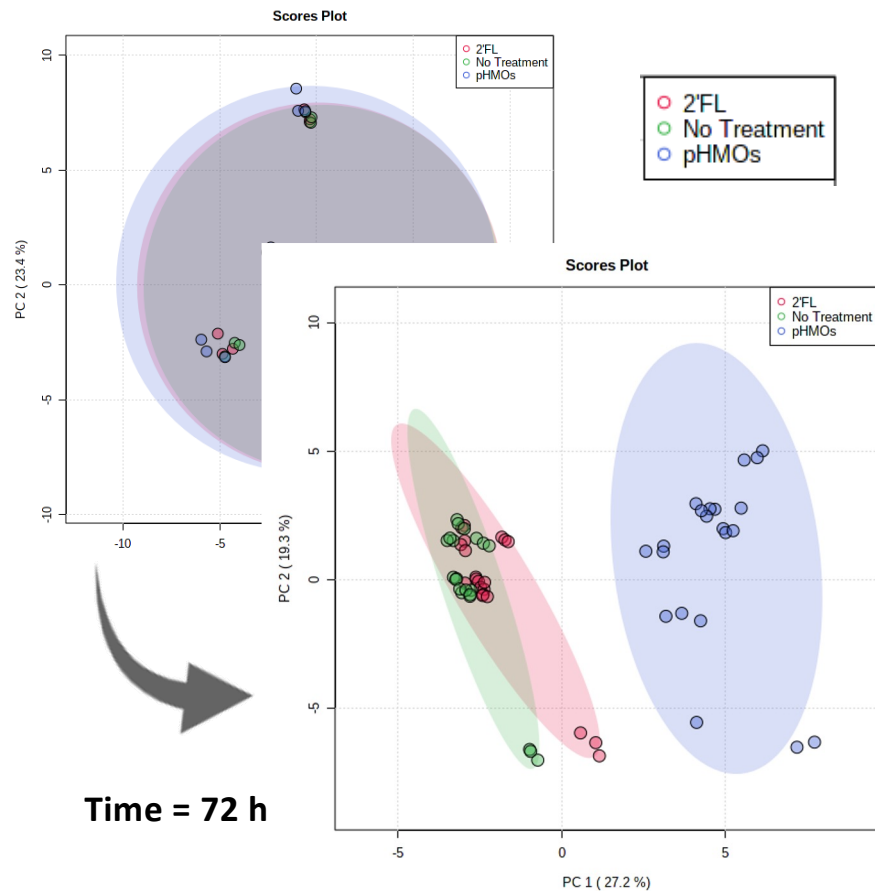 Scores Plot
2'FL
No Treatment
pHMOs
10
5
0
-5
-10
PC 2 ( 23.4 %)
-10
-5
2'FL
No Treatment
pHMOs
Scores Plot
2'FL
No Treatment
pHMOs
10
5
0
-5
PC 2 ( 19.3 %)
-5
0
5
PC 1 ( 27.2 %)
Time = 72 h